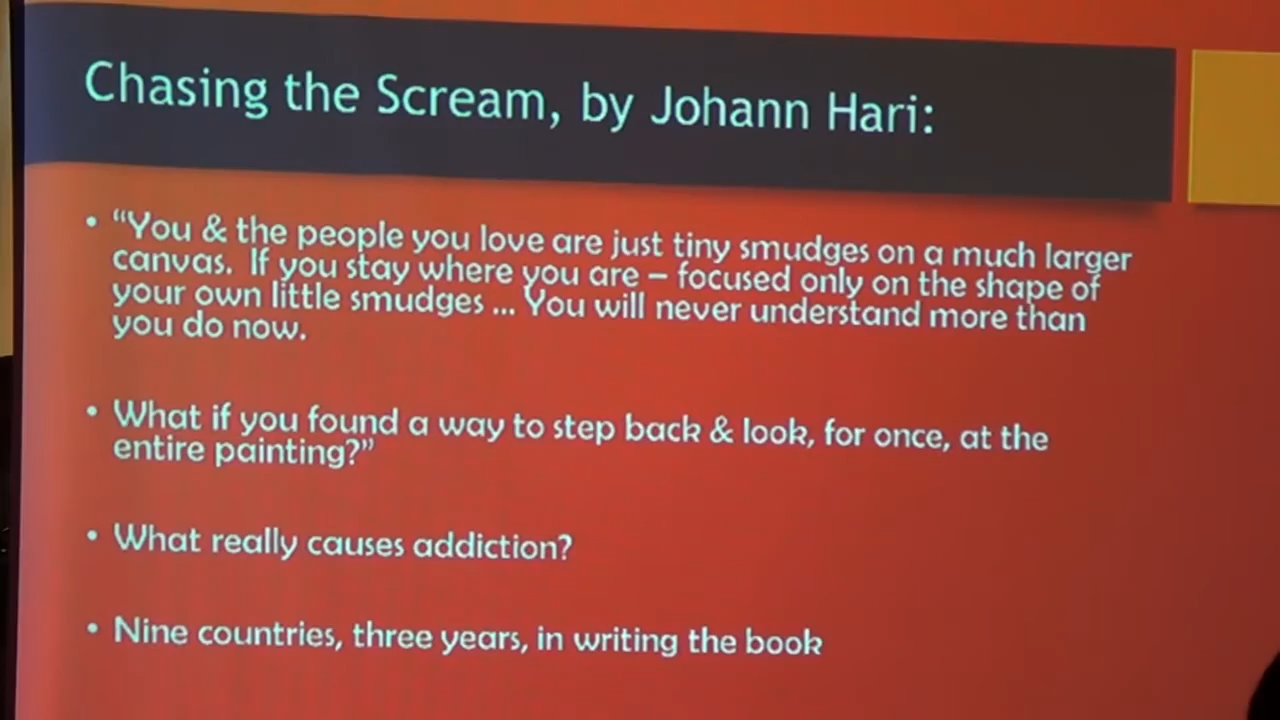 Chasing the Scream, by Johann Hari:
• “You & the people you love are just tiny smudges on a much larger
canvas.  If you stay where you are – focused only on the shape of
your own little smudges ... You will never understand more than
you do now.
• What if you found a way to step back & look, for once, at the
entire painting?”
• What really causes addiction?
• Nine countries, three years, in writing the book